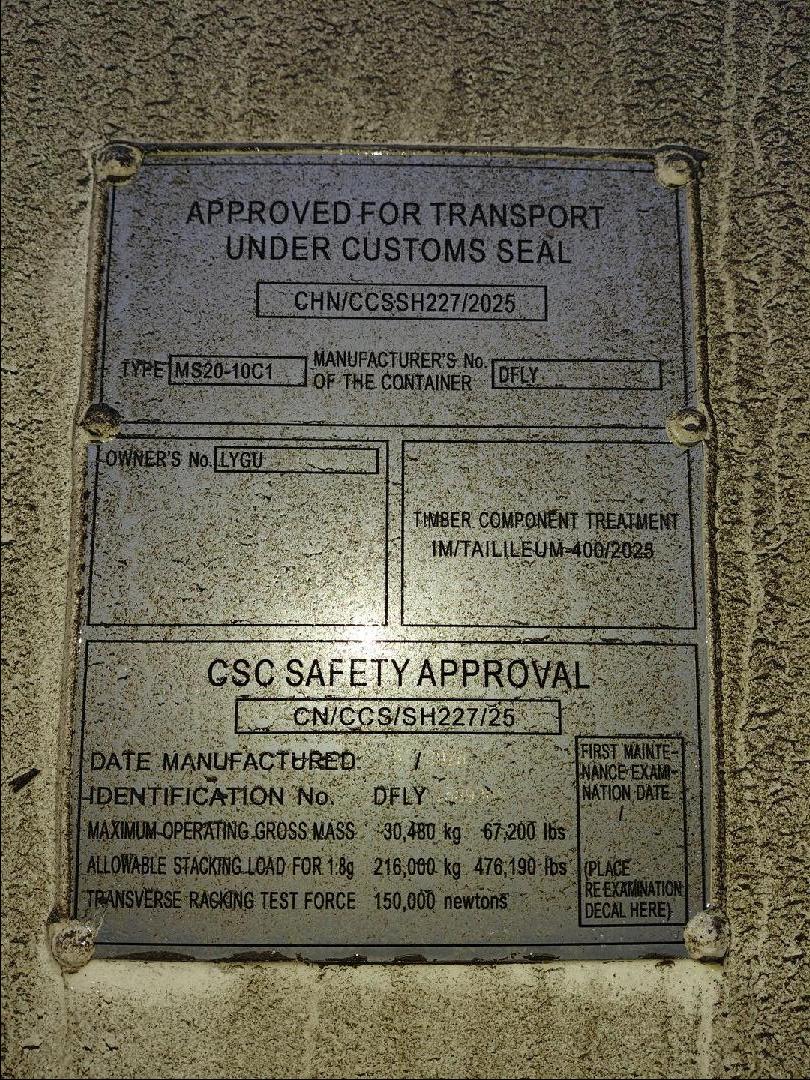 APPROVED FOR TRANSPORT
UNDER CUSTOMS SEAL
CHN/CCSSH227/2025
TYPE MS20-10C1 MANUFACTURER'S No. OF THE CONTAINER DFLY
OWNER'S No. LYGU
TIMBER COMPONENT TREATMENT
IM/TAILILEUM-400/2025
CSC SAFETY APPROVAL
CN/CCS/SH227/25
DATE MANUFACTURED: /
IDENTIFICATION No. DFLY
MAXIMUM OPERATING GROSS MASS 30,480 kg 67,200 lbs
ALLOWABLE STACKING LOAD FOR 1.8g 216,000 kg 476,190 lbs
TRANSVERSE RACKING TEST FORCE 150,000 newtons
FIRST MAINTE-
NANCE EXAMI-
NATION DATE
/
(PLACE
RE-EXAMINATION
DECAL HERE)